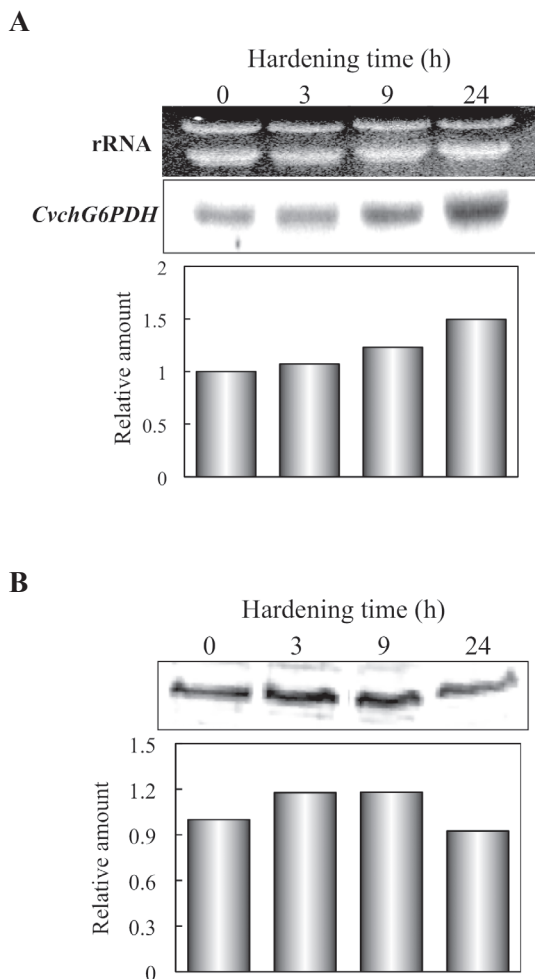 A
Hardening time (h)
0 3 9 24
rRNA
CvchG6PDH
2
1.5
1
0.5
0
Relative amount
B
Hardening time (h)
0 3 9 24
1.5
1.2
0.9
0.6
0.3
0
Relative amount